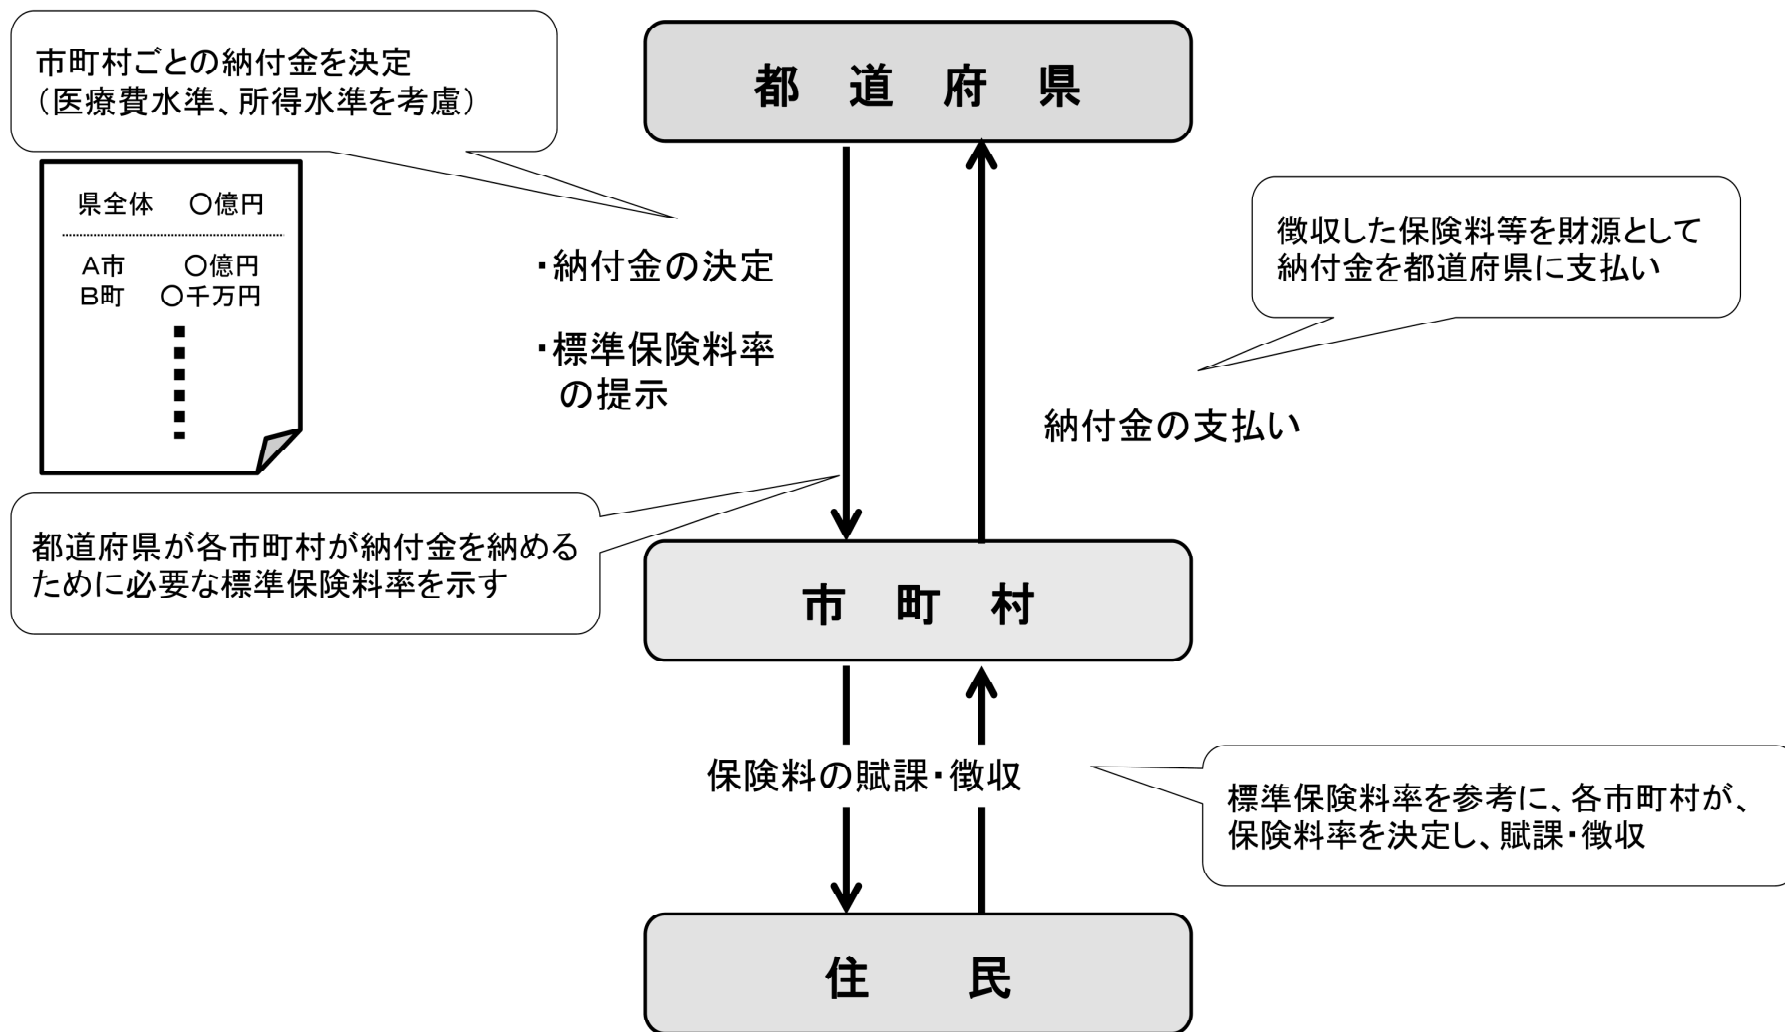 市町村ごとの納付金を決定
（医療費水準、所得水準を考慮）
都　道　府　県
県全体　〇億円
A市　〇億円
B町　〇千万円
・納付金の決定
・標準保険料率
の提示
徴収した保険料等を財源として
納付金を都道府県に支払い
納付金の支払い
都道府県が各市町村が納付金を納める
ために必要な標準保険料率を示す
市　町　村
保険料の賦課・徴収
標準保険料率を参考に、各市町村が、
保険料率を決定し、賦課・徴収
住　民